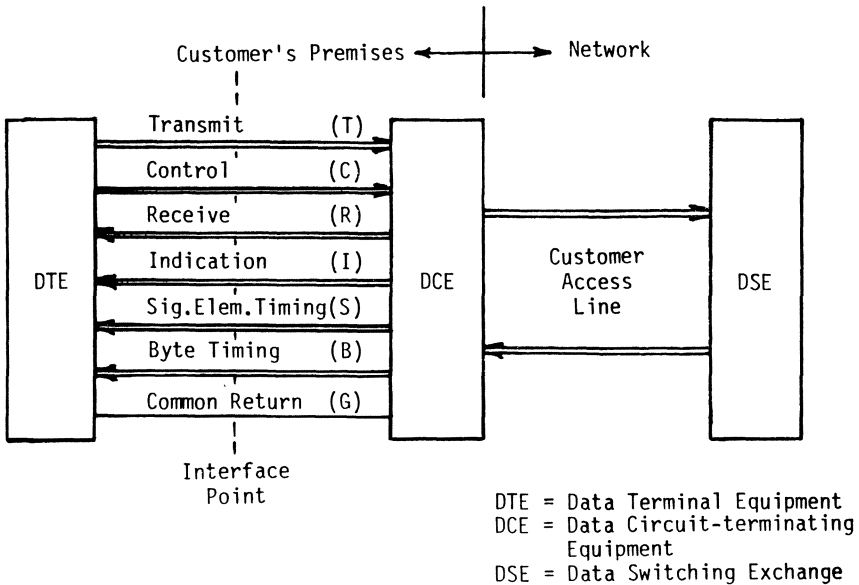 Customer's Premises
Network
Transmit (T)
Control (C)
Receive (R)
Indication (I)
Sig.Elem.Timing(S)
Byte Timing (B)
Common Return (G)
DTE
DCE
Customer
Access
Line
DSE
Interface
Point
DTE = Data Terminal Equipment
DCE = Data Circuit-terminating
Equipment
DSE = Data Switching Exchange